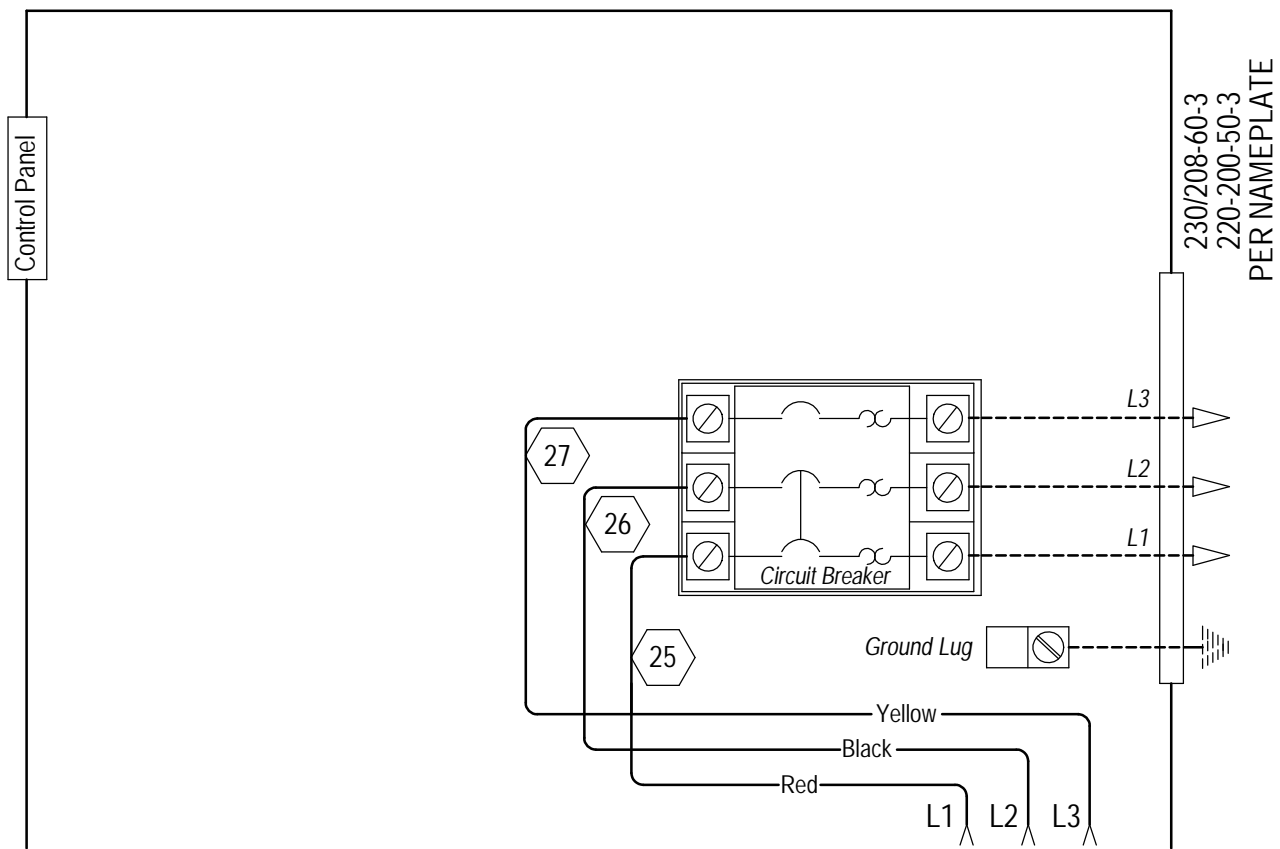 Control Panel
230/208-60-3
220-200-50-3
PER NAMEPLATE
L3
27
L2
26
L1
Circuit Breaker
25
Ground Lug
Yellow
Black
Red
L1 L2 L3